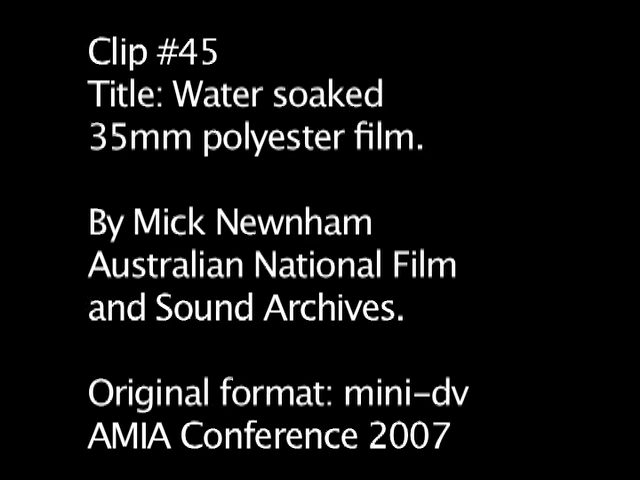 Clip #45
Title: Water soaked
35mm polyester film.
By Mick Newnham
Australian National Film
and Sound Archives.
Original format: mini-dv
AMIA Conference 2007